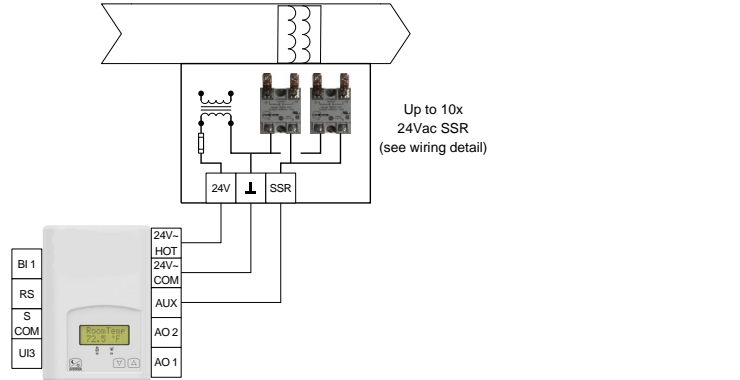 Up to 10x
24Vac SSR
(see wiring detail)
24V
SSR
24V~
HOT
24V~
COM
AUX
AO 2
AO 1
BI 1
RS
S
COM
UI3
RoomTemp
72.5 °F